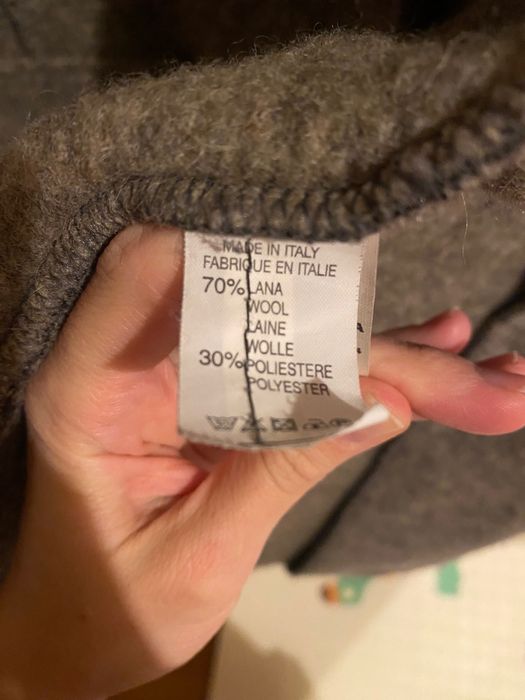 MADE IN ITALY
FABRIQUE EN ITALIE
70% LANA
WOOL
LAINE
WOLLE
30% POLIESTERE
POLYESTER